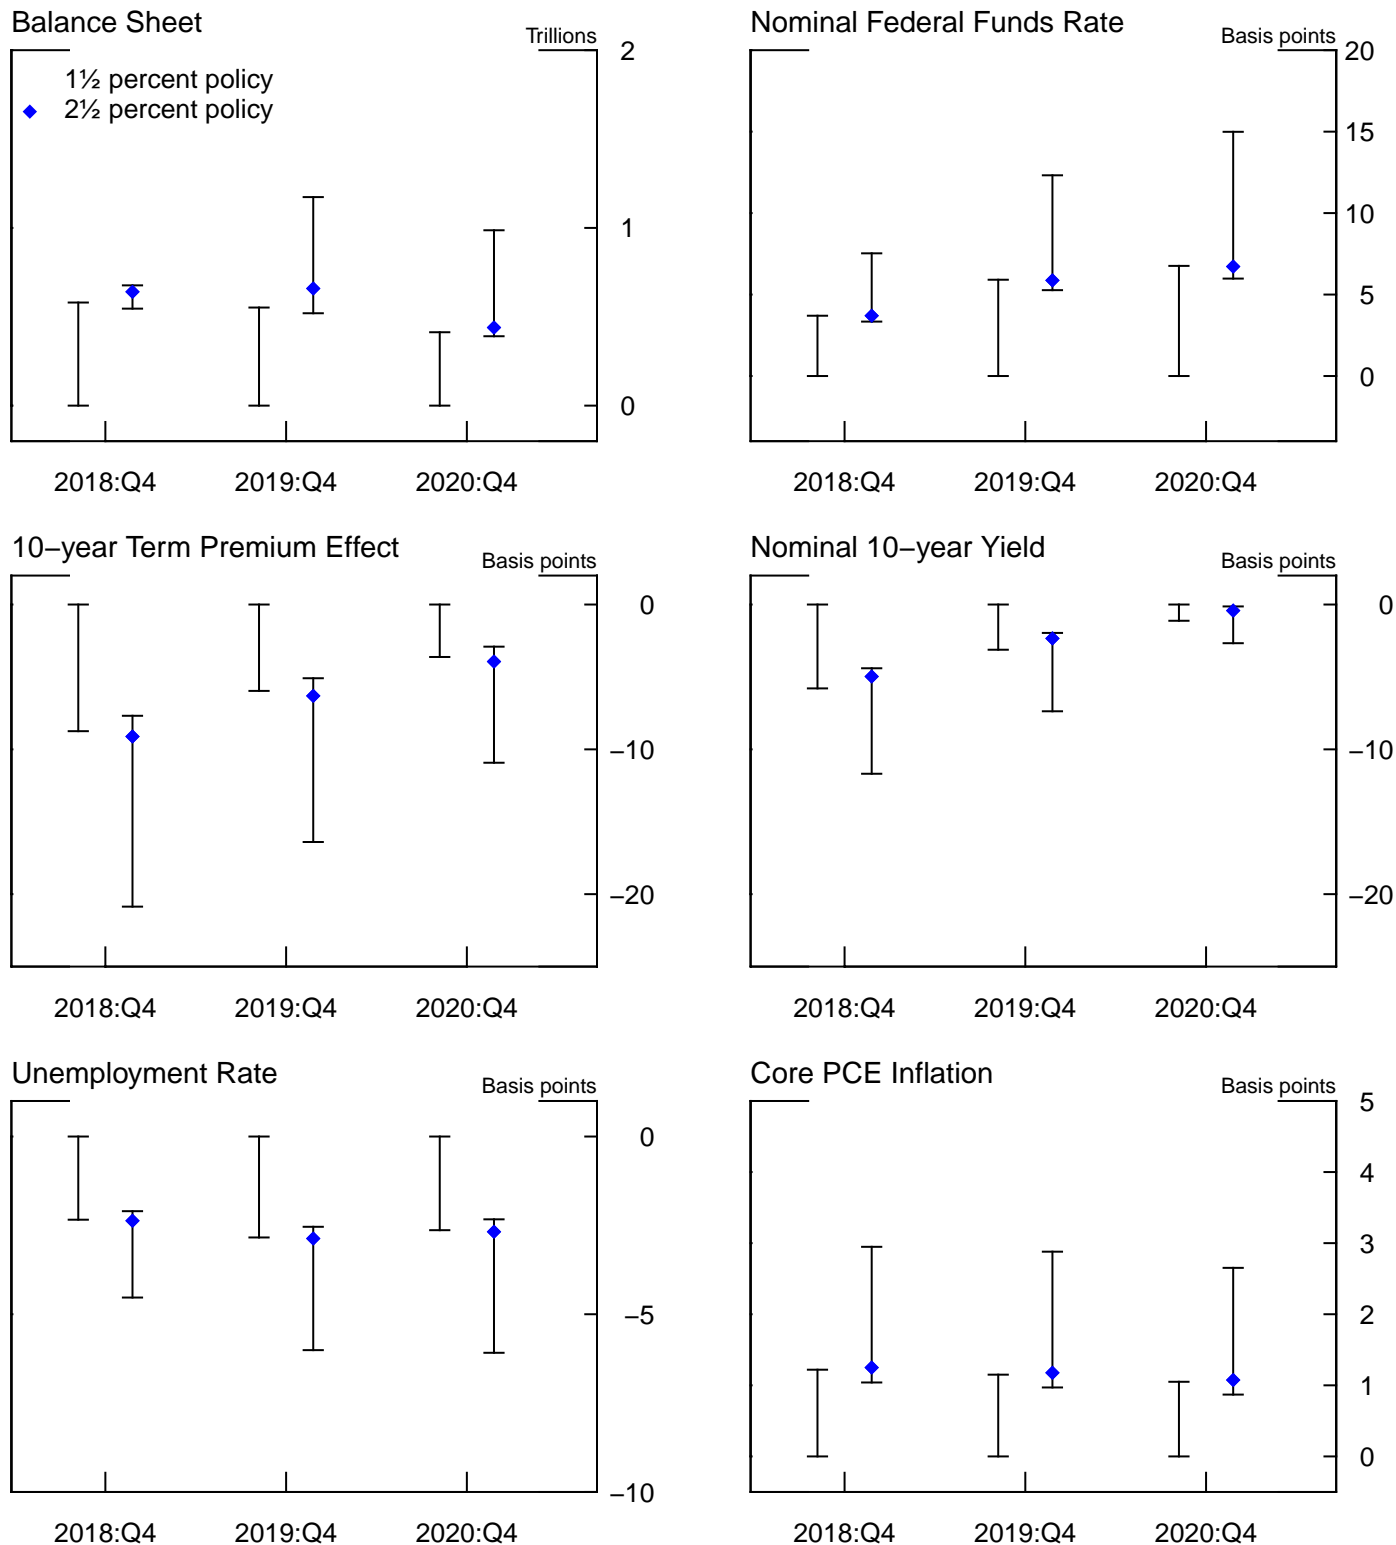 Balance Sheet
Trillions
2
1½ percent policy
2½ percent policy
1
0
2018:Q4 2019:Q4 2020:Q4
Nominal Federal Funds Rate
Basis points
20
15
10
5
0
2018:Q4 2019:Q4 2020:Q4
10−year Term Premium Effect
Basis points
0
−10
−20
2018:Q4 2019:Q4 2020:Q4
Nominal 10−year Yield
Basis points
0
−10
−20
2018:Q4 2019:Q4 2020:Q4
Unemployment Rate
Basis points
0
−5
−10
2018:Q4 2019:Q4 2020:Q4
Core PCE Inflation
Basis points
5
4
3
2
1
0
2018:Q4 2019:Q4 2020:Q4